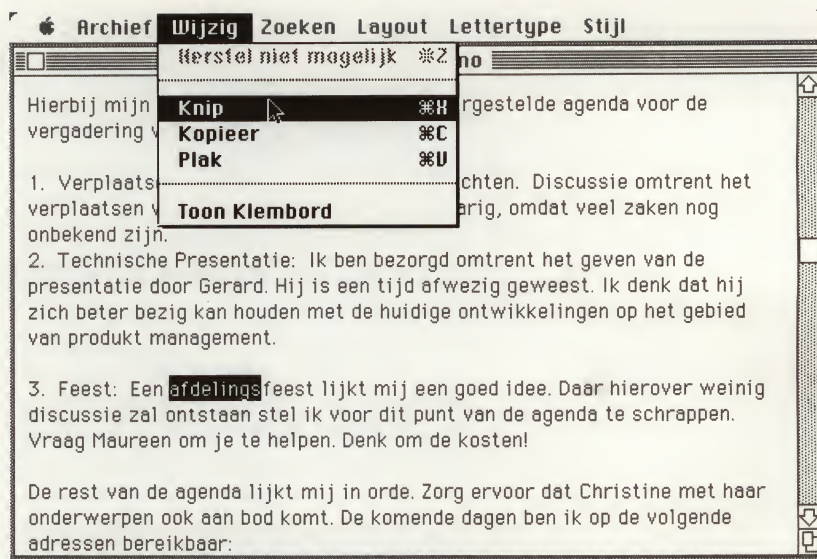 Archief Wijzig Zoeken Layout Lettertype Stijl
Herstel niet mogelijk ⌘Z
no
Knip ⌘X
Kopieer ⌘C
Plak ⌘V
Toon Klembord
Hierbij mijn rgestelde agenda voor de
vergadering v
1. Verplaats chten. Discussie omtrent het
verplaatsen v arig, omdat veel zaken nog
onbekend zijn.
2. Technische Presentatie: Ik ben bezorgd omtrent het geven van de
presentatie door Gerard. Hij is een tijd afwezig geweest. Ik denk dat hij
zich beter bezig kan houden met de huidige ontwikkelingen op het gebied
van produkt management.
3. Feest: Een afdelingsfeest lijkt mij een goed idee. Daar hierover weinig
discussie zal ontstaan stel ik voor dit punt van de agenda te schrappen.
Vraag Maureen om je te helpen. Denk om de kosten!
De rest van de agenda lijkt mij in orde. Zorg ervoor dat Christine met haar
onderwerpen ook aan bod komt. De komende dagen ben ik op de volgende
adressen bereikbaar: